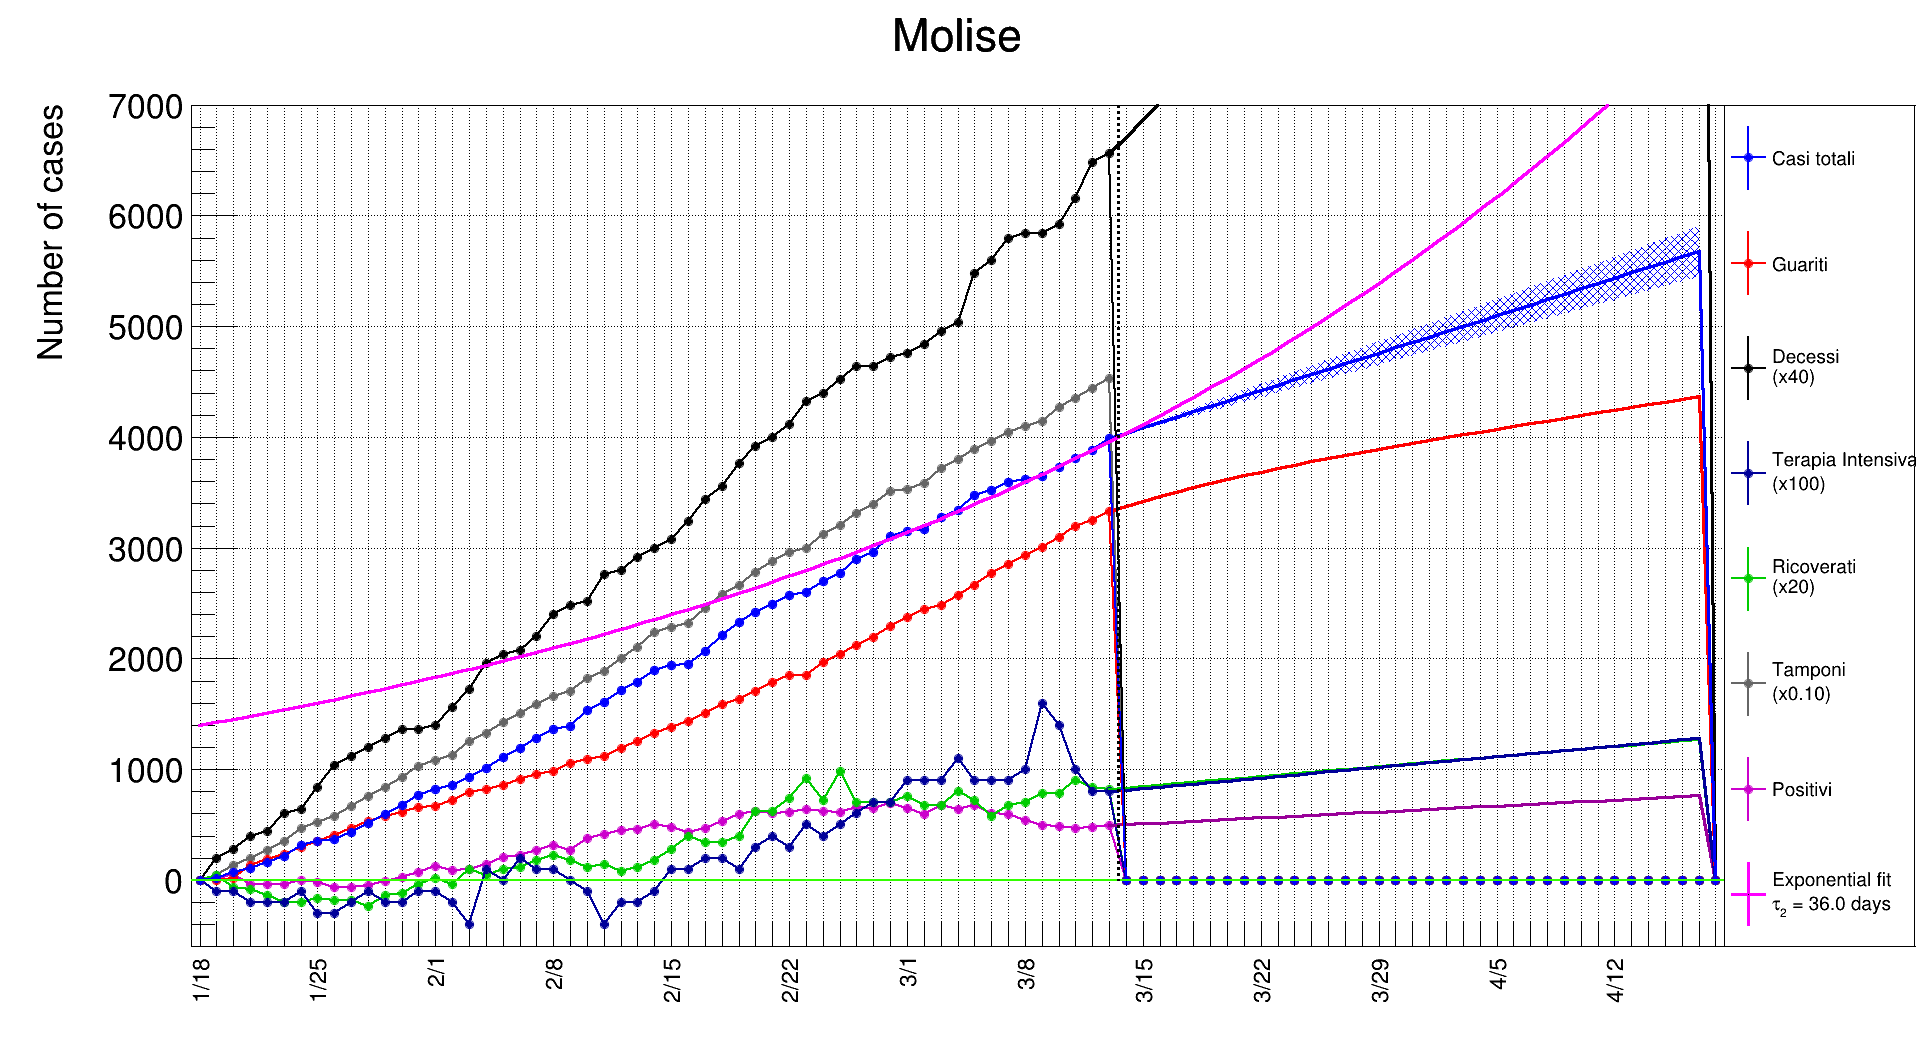 Molise
Number of cases
7000
6000
5000
4000
3000
2000
1000
0
1/18
1/25
2/1
2/8
2/15
2/22
3/1
3/8
3/15
3/22
3/29
4/5
4/12
Casi totali
Guariti
Decessi
(x40)
Terapia Intensiva
(x100)
Ricoverati
(x20)
Tamponi
(x0.10)
Positivi
Exponential fit
τ2 = 36.0 days